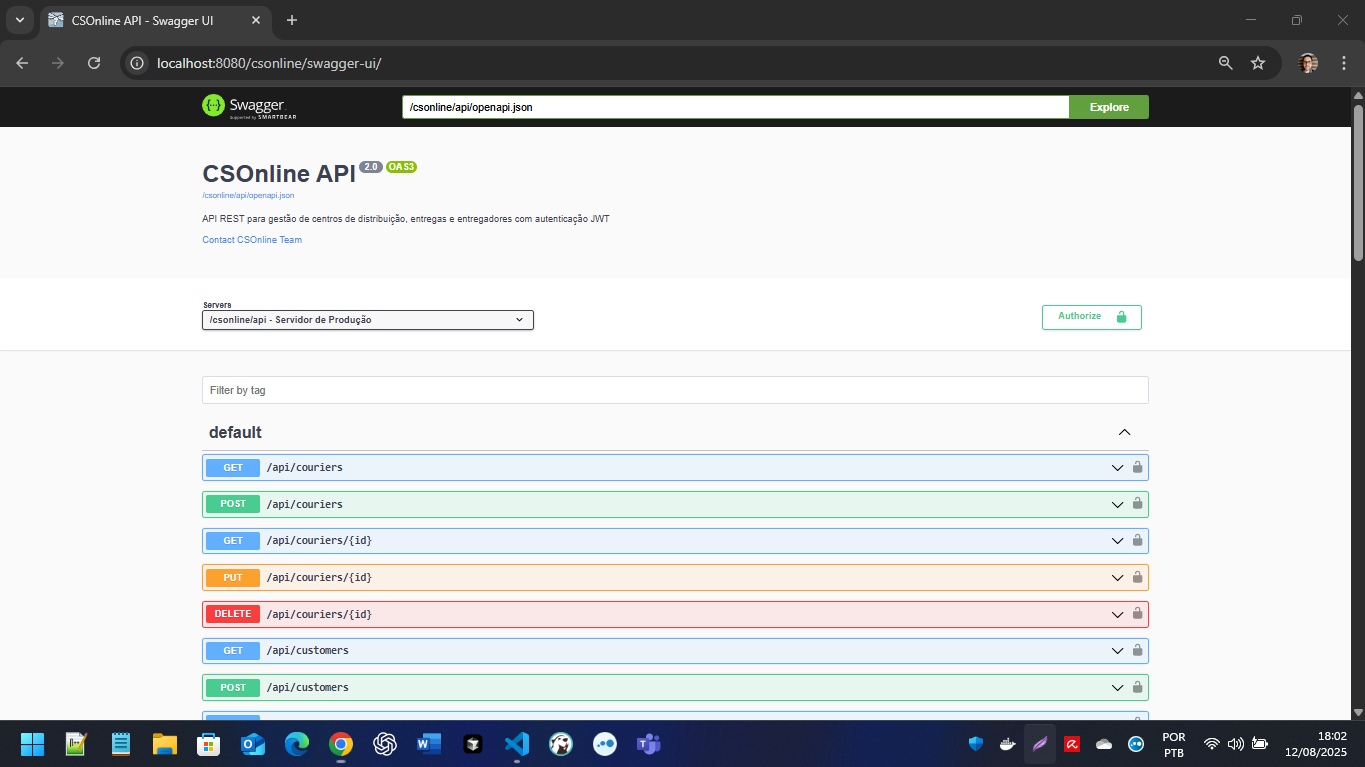 CSOnline API - Swagger UI
localhost:8080/csonline/swagger-ui/
Swagger
Supported by SMARTBEAR
/csonline/api/openapi.json
Explore
CSOnline API 2.0 OAS3
/csonline/api/openapi.json
API REST para gestão de centros de distribuição, entregas e entregadores com autenticação JWT
Contact CSOnline Team
Servers
/csonline/api - Servidor de Produção
Authorize
Filter by tag
default
GET /api/couriers
POST /api/couriers
GET /api/couriers/{id}
PUT /api/couriers/{id}
DELETE /api/couriers/{id}
GET /api/customers
POST /api/customers
POR
PTB
18:02
12/08/2025